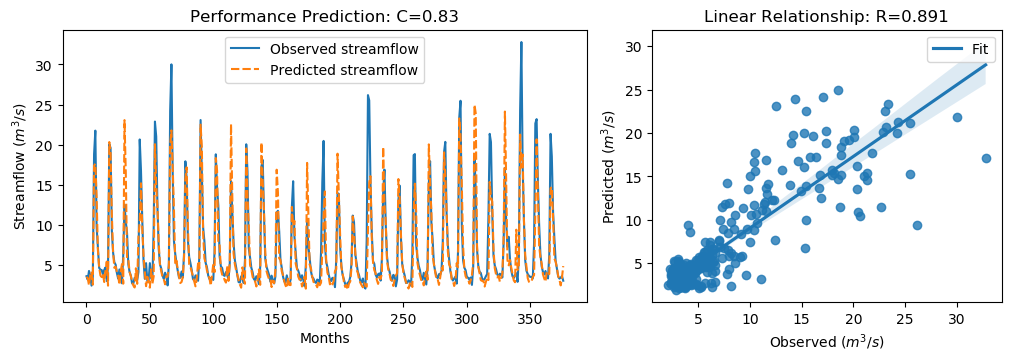 Performance Prediction: C=0.83
Observed streamflow
Predicted streamflow
Streamflow (m³/s)
30
25
20
15
10
5
0
50
100
150
200
250
300
350
Months
Linear Relationship: R=0.891
Fit
Predicted (m³/s)
30
25
20
15
10
5
5
10
15
20
25
30
Observed (m³/s)